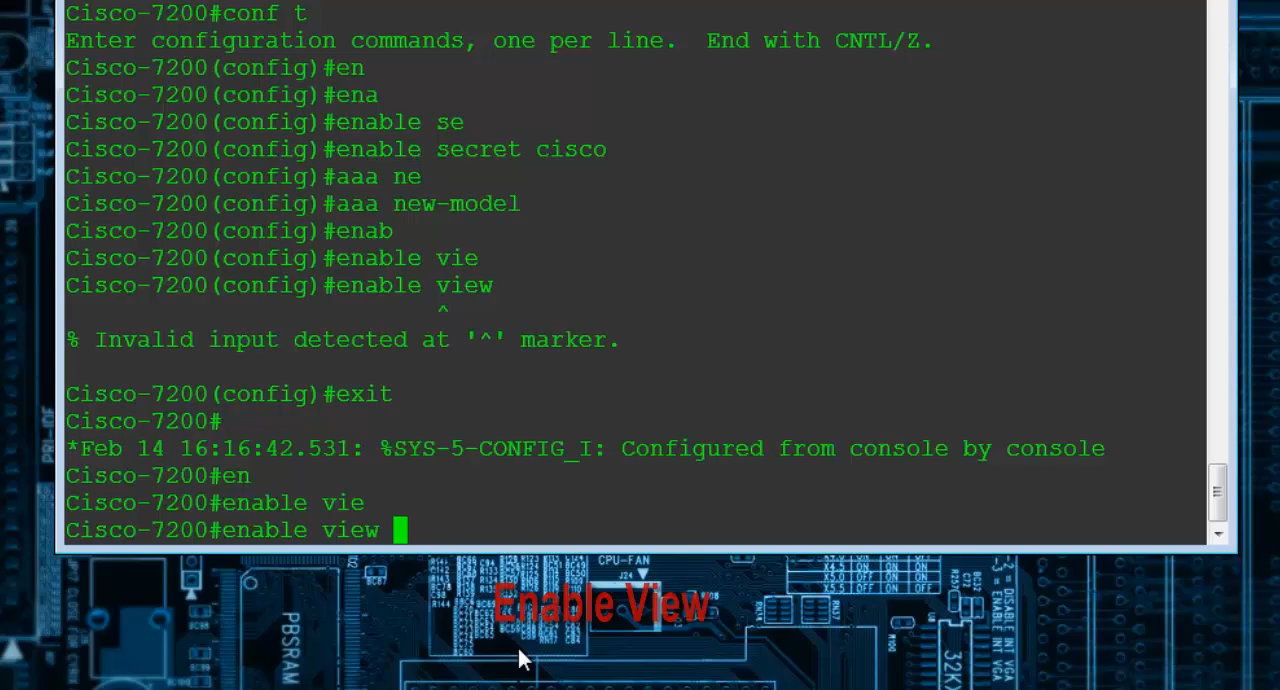 Cisco-7200#conf t
Enter configuration commands, one per line.  End with CNTL/Z.
Cisco-7200(config)#en
Cisco-7200(config)#ena
Cisco-7200(config)#enable se
Cisco-7200(config)#enable secret cisco
Cisco-7200(config)#aaa ne
Cisco-7200(config)#aaa new-model
Cisco-7200(config)#enab
Cisco-7200(config)#enable vie
Cisco-7200(config)#enable view
^
% Invalid input detected at '^' marker.
Cisco-7200(config)#exit
Cisco-7200#
*Feb 14 16:16:42.531: %SYS-5-CONFIG_I: Configured from console by console
Cisco-7200#en
Cisco-7200#enable vie
Cisco-7200#enable view
CPU-FAN
J24
Enable View
PBSRAM